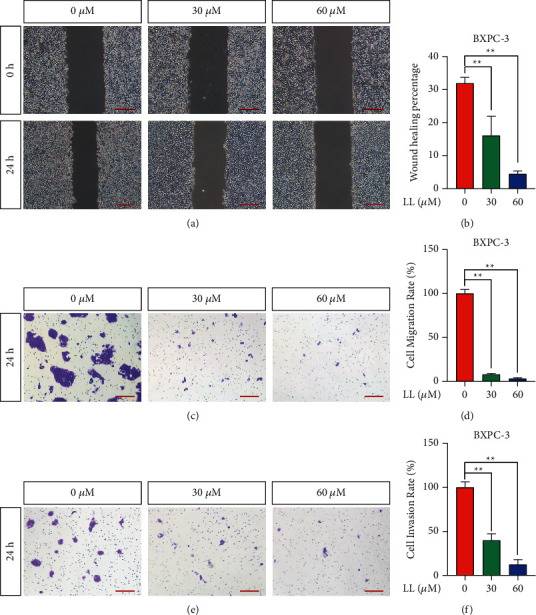 0 μM 30 μM 60 μM
0 h
24 h
(a)
BXPC-3
Wound healing percentage
40
30
20
10
0
** **
LL (μM) 0 30 60
(b)
0 μM 30 μM 60 μM
24 h
(c)
BXPC-3
Cell Migration Rate (%)
150
100
50
0
** **
LL (μM) 0 30 60
(d)
0 μM 30 μM 60 μM
24 h
(e)
BXPC-3
Cell Invasion Rate (%)
150
100
50
0
** **
LL (μM) 0 30 60
(f)